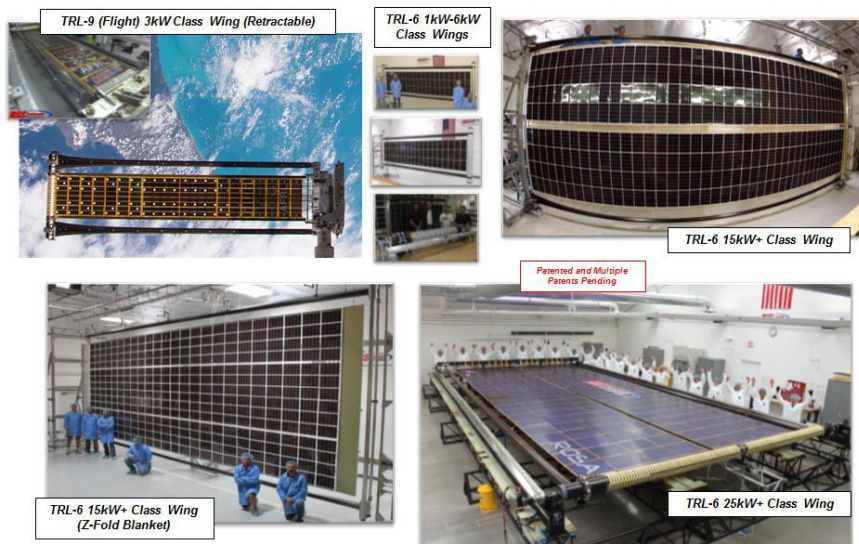 TRL-9 (Flight) 3kW Class Wing (Retractable)
TRL-6 1kW-6kW
Class Wings
TRL-6 15kW+ Class Wing
Patented and Multiple
Patents Pending
TRL-6 15kW+ Class Wing
(Z-Fold Blanket)
ROSA
TRL-6 25kW+ Class Wing